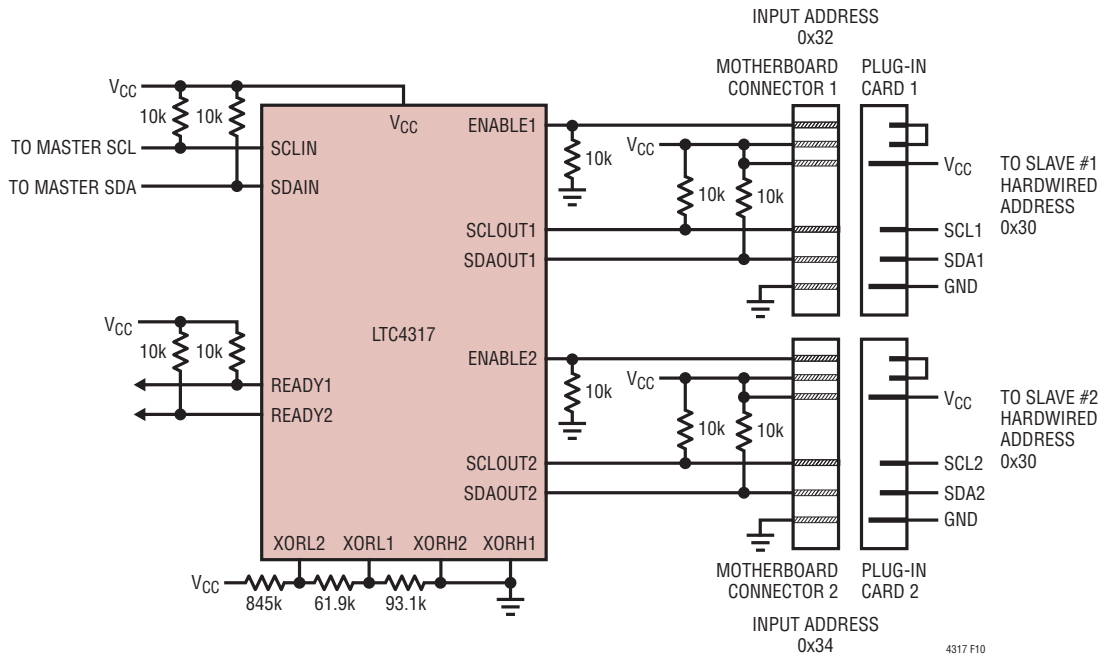 INPUT ADDRESS
0x32
MOTHERBOARD
CONNECTOR 1
PLUG-IN
CARD 1
VCC
10k
10k
VCC
ENABLE1
TO MASTER SCL
SCLIN
VCC
10k
VCC
TO SLAVE #1
HARDWIRED
ADDRESS
0x30
TO MASTER SDA
SDAIN
10k
10k
SCLOUT1
SCL1
SDAOUT1
SDA1
GND
VCC
LTC4317
10k
10k
ENABLE2
READY1
VCC
10k
VCC
TO SLAVE #2
HARDWIRED
ADDRESS
0x30
READY2
10k
10k
SCLOUT2
SCL2
SDAOUT2
SDA2
GND
XORL2
XORL1
XORH2
XORH1
VCC
845k
61.9k
93.1k
MOTHERBOARD
CONNECTOR 2
PLUG-IN
CARD 2
INPUT ADDRESS
0x34
4317 F10